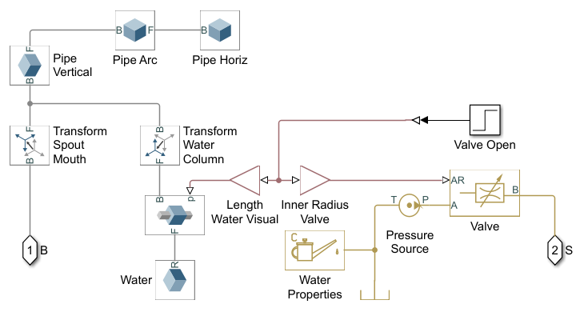 F
B F
B
Pipe
Vertical
B
Pipe Arc
Pipe Horiz
F
B
Transform
Spout
Mouth
B
F
Transform
Water
Column
Valve Open
B
P
F
Length
Water Visual
Inner Radius
Valve
AR
A
B
Valve
T
P
Pressure
Source
1
B
R
Water
C
Water
Properties
2
S